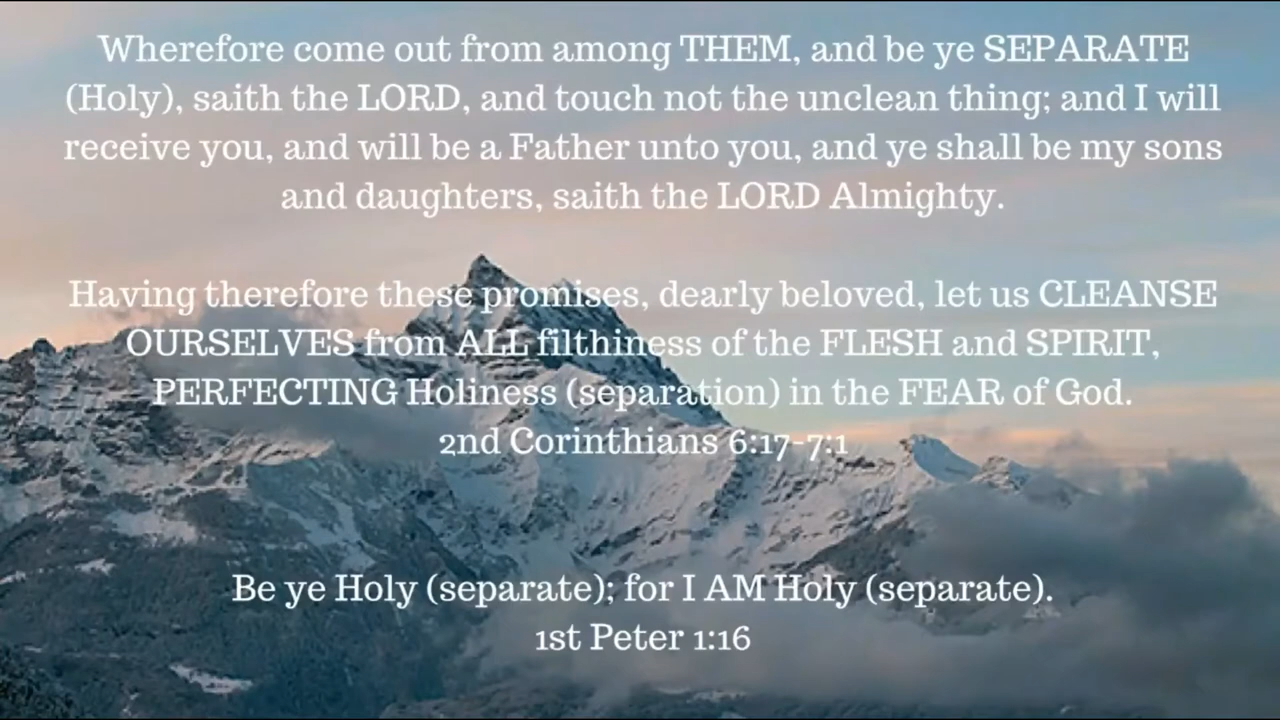 Wherefore come out from among THEM, and be ye SEPARATE
(Holy), saith the LORD, and touch not the unclean thing; and I will
receive you, and will be a Father unto you, and ye shall be my sons
and daughters, saith the LORD Almighty.
Having therefore these promises, dearly beloved, let us CLEANSE
OURSELVES from ALL filthiness of the FLESH and SPIRIT,
PERFECTING Holiness (separation) in the FEAR of God.
2nd Corinthians 6:17-7:1
Be ye Holy (separate); for I AM Holy (separate).
1st Peter 1:16